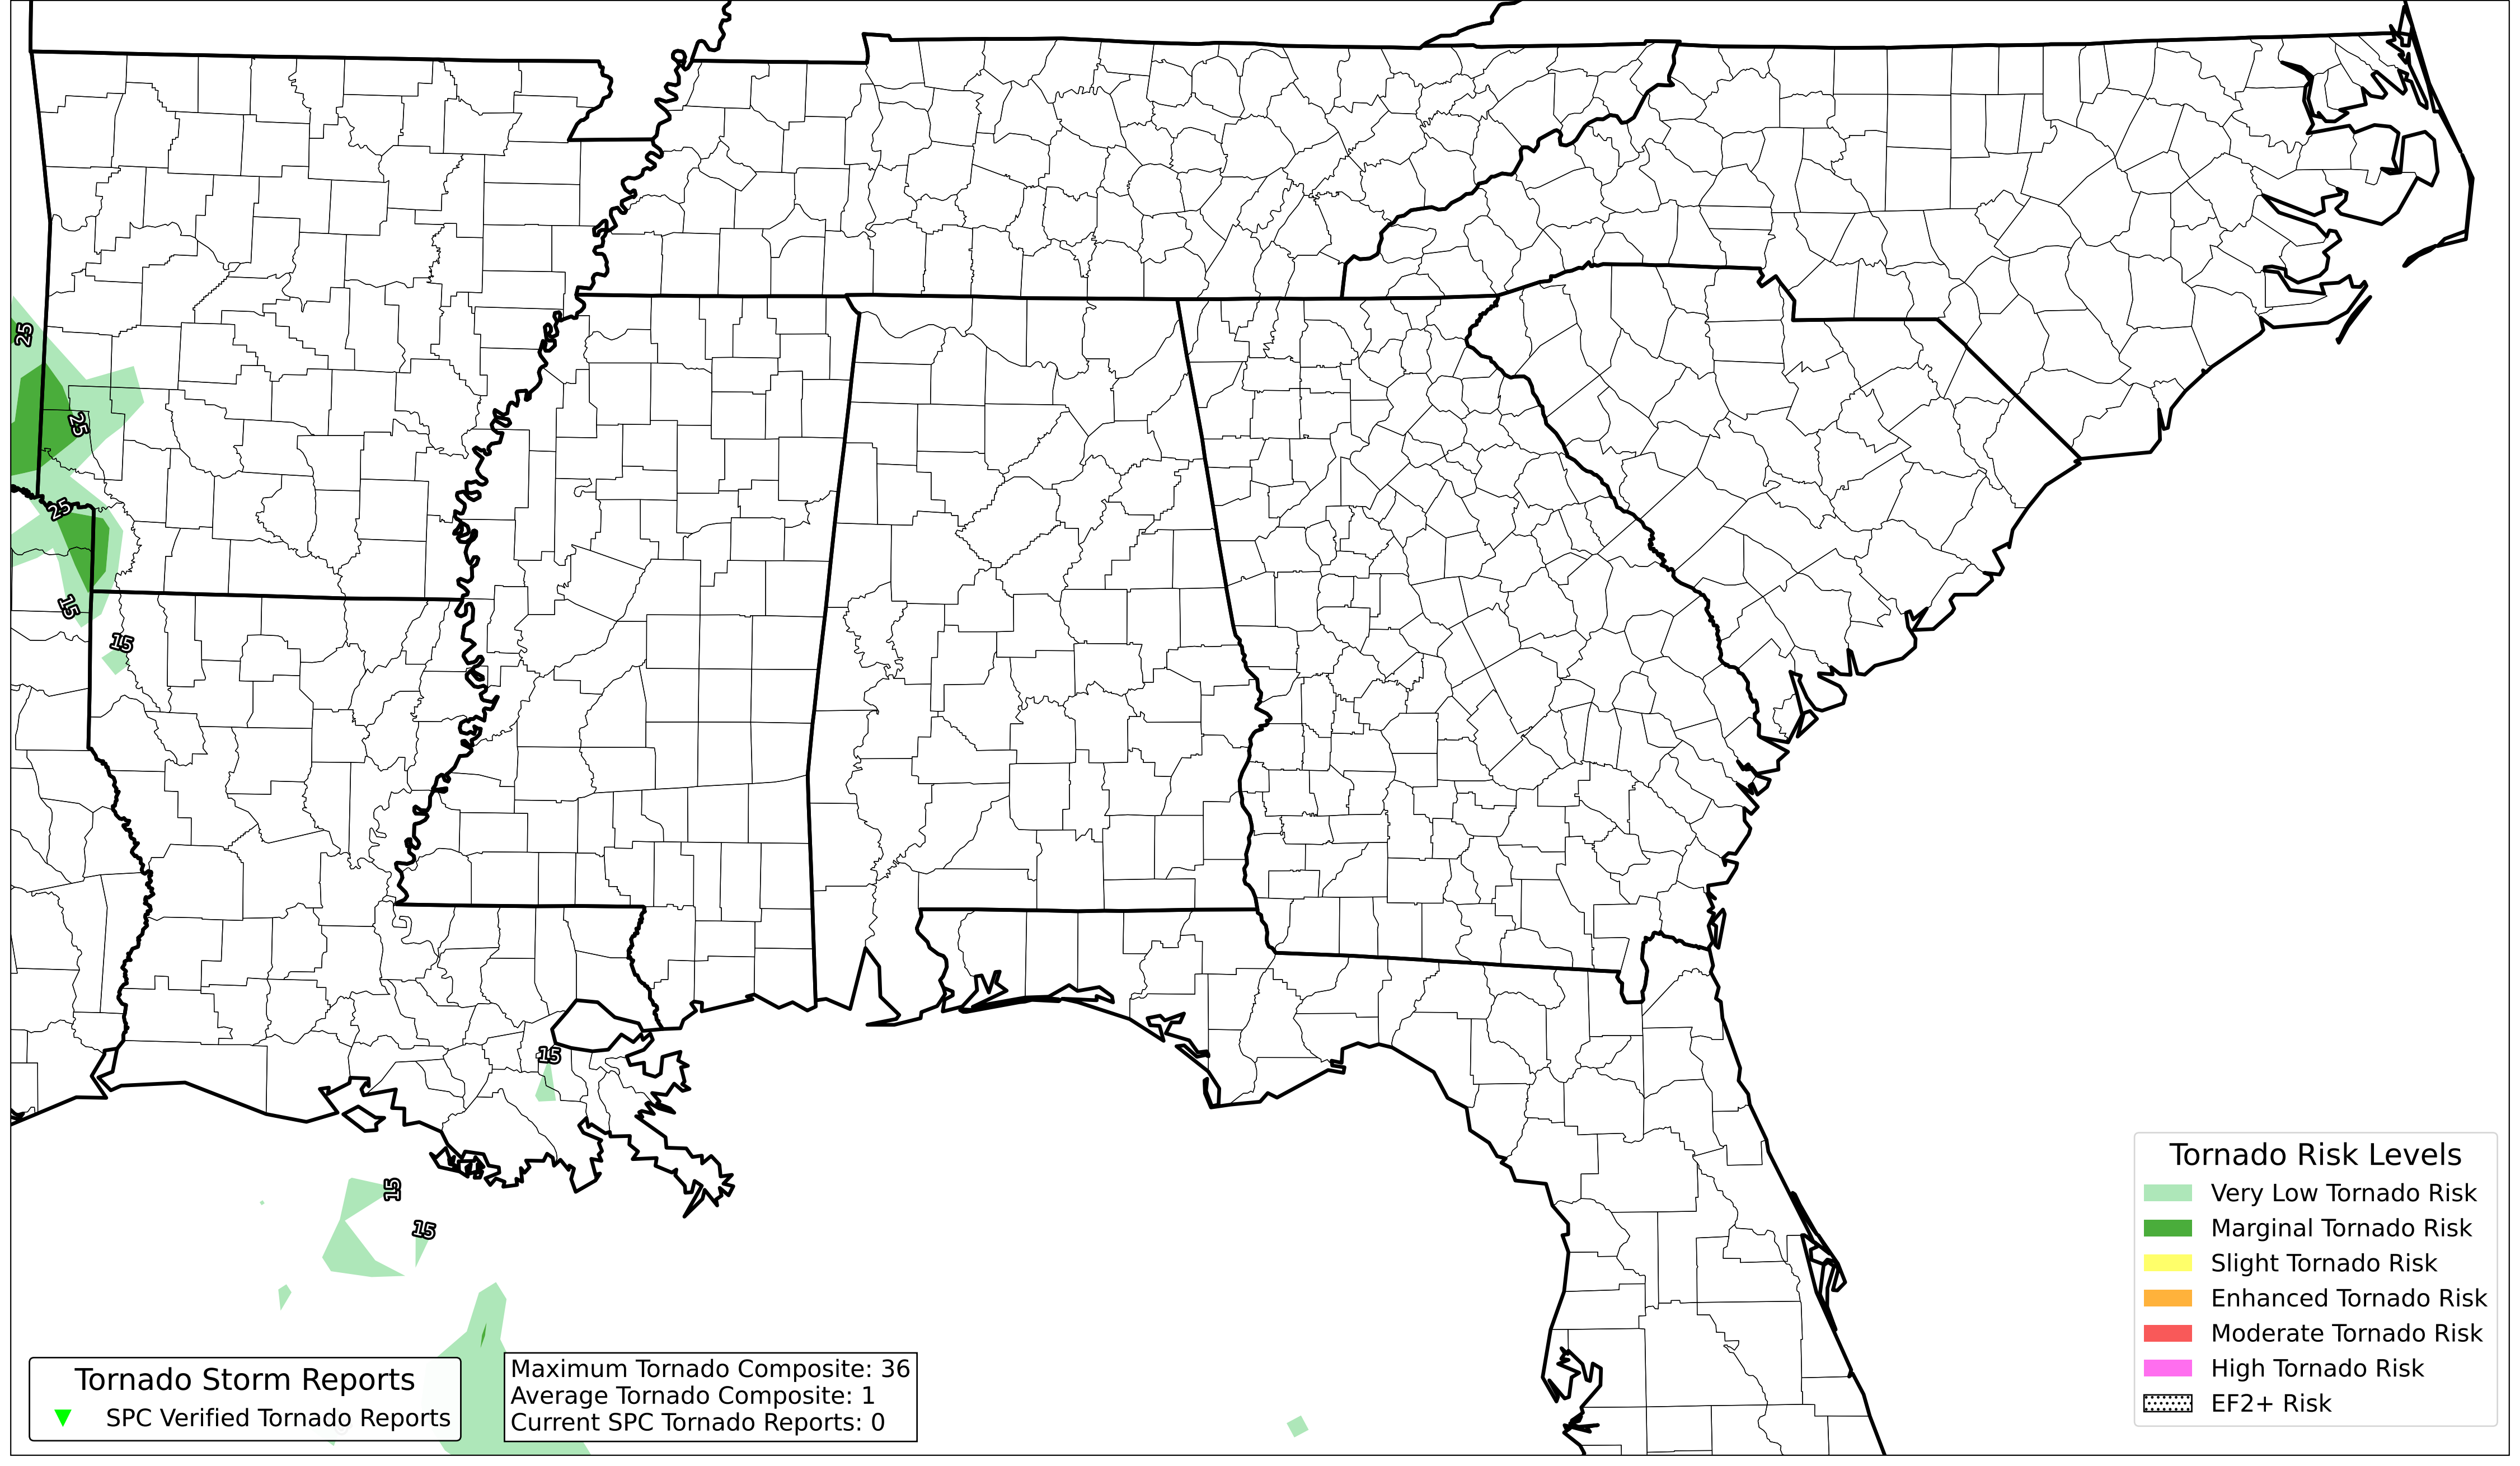 25
25
25
15
15
15
15
15
Tornado Storm Reports
SPC Verified Tornado Reports
Maximum Tornado Composite: 36
Average Tornado Composite: 1
Current SPC Tornado Reports: 0
Tornado Risk Levels
Very Low Tornado Risk
Marginal Tornado Risk
Slight Tornado Risk
Enhanced Tornado Risk
Moderate Tornado Risk
High Tornado Risk
EF2+ Risk